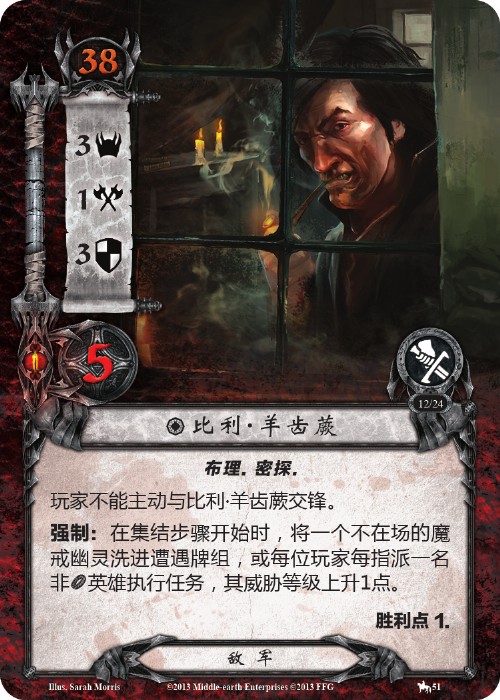 38
3
1
3
5
12/24
比利·羊齿蕨
布理. 密探.
玩家不能主动与比利·羊齿蕨交锋。
强制：在集结步骤开始时，将一个不在场的魔
戒幽灵洗进遭遇牌组，或每位玩家每指派一名
非英雄执行任务，其威胁等级上升1点。
胜利点 1.
敌军
Illus. Sarah Morris ©2013 Middle-earth Enterprises ©2013 FFG 51